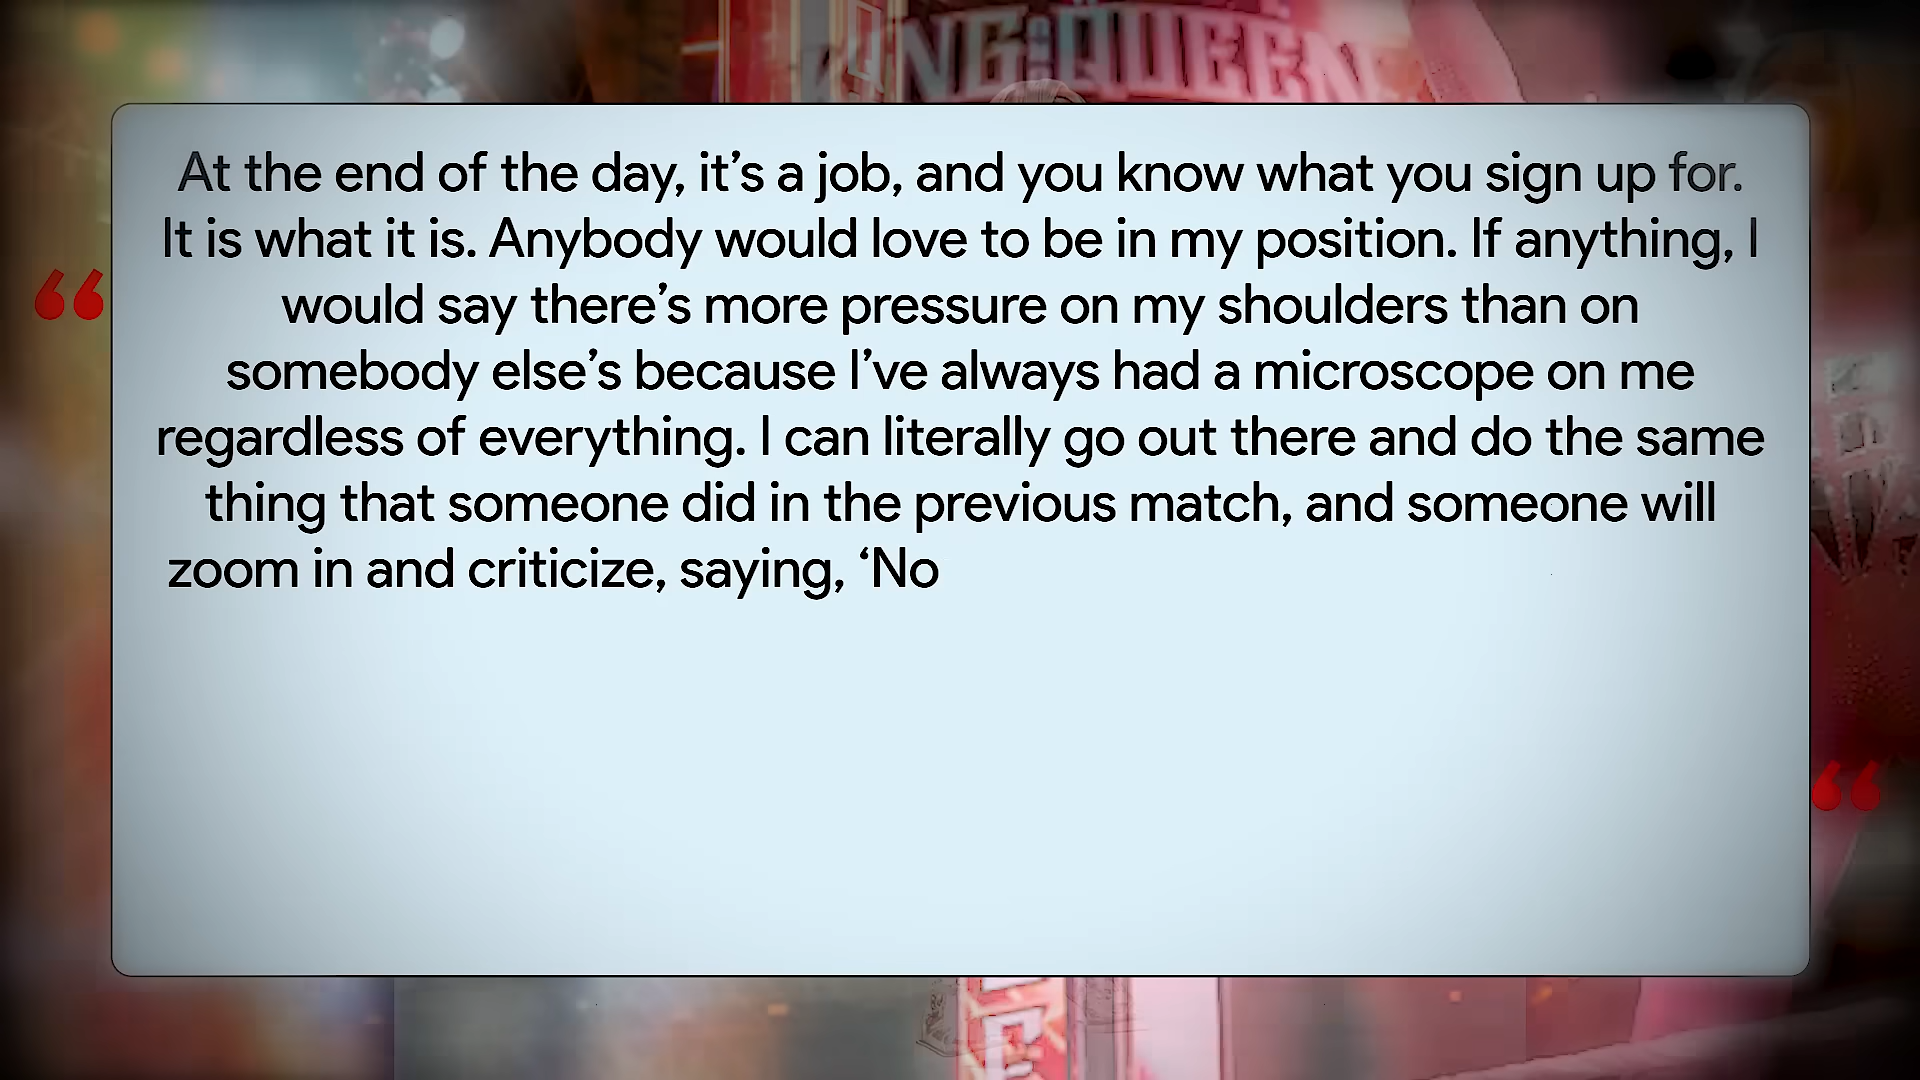 KING & QUEEN
At the end of the day, it’s a job, and you know what you sign up for.
It is what it is. Anybody would love to be in my position. If anything, I
would say there’s more pressure on my shoulders than on
somebody else’s because I’ve always had a microscope on me
regardless of everything. I can literally go out there and do the same
thing that someone did in the previous match, and someone will
zoom in and criticize, saying, ‘No